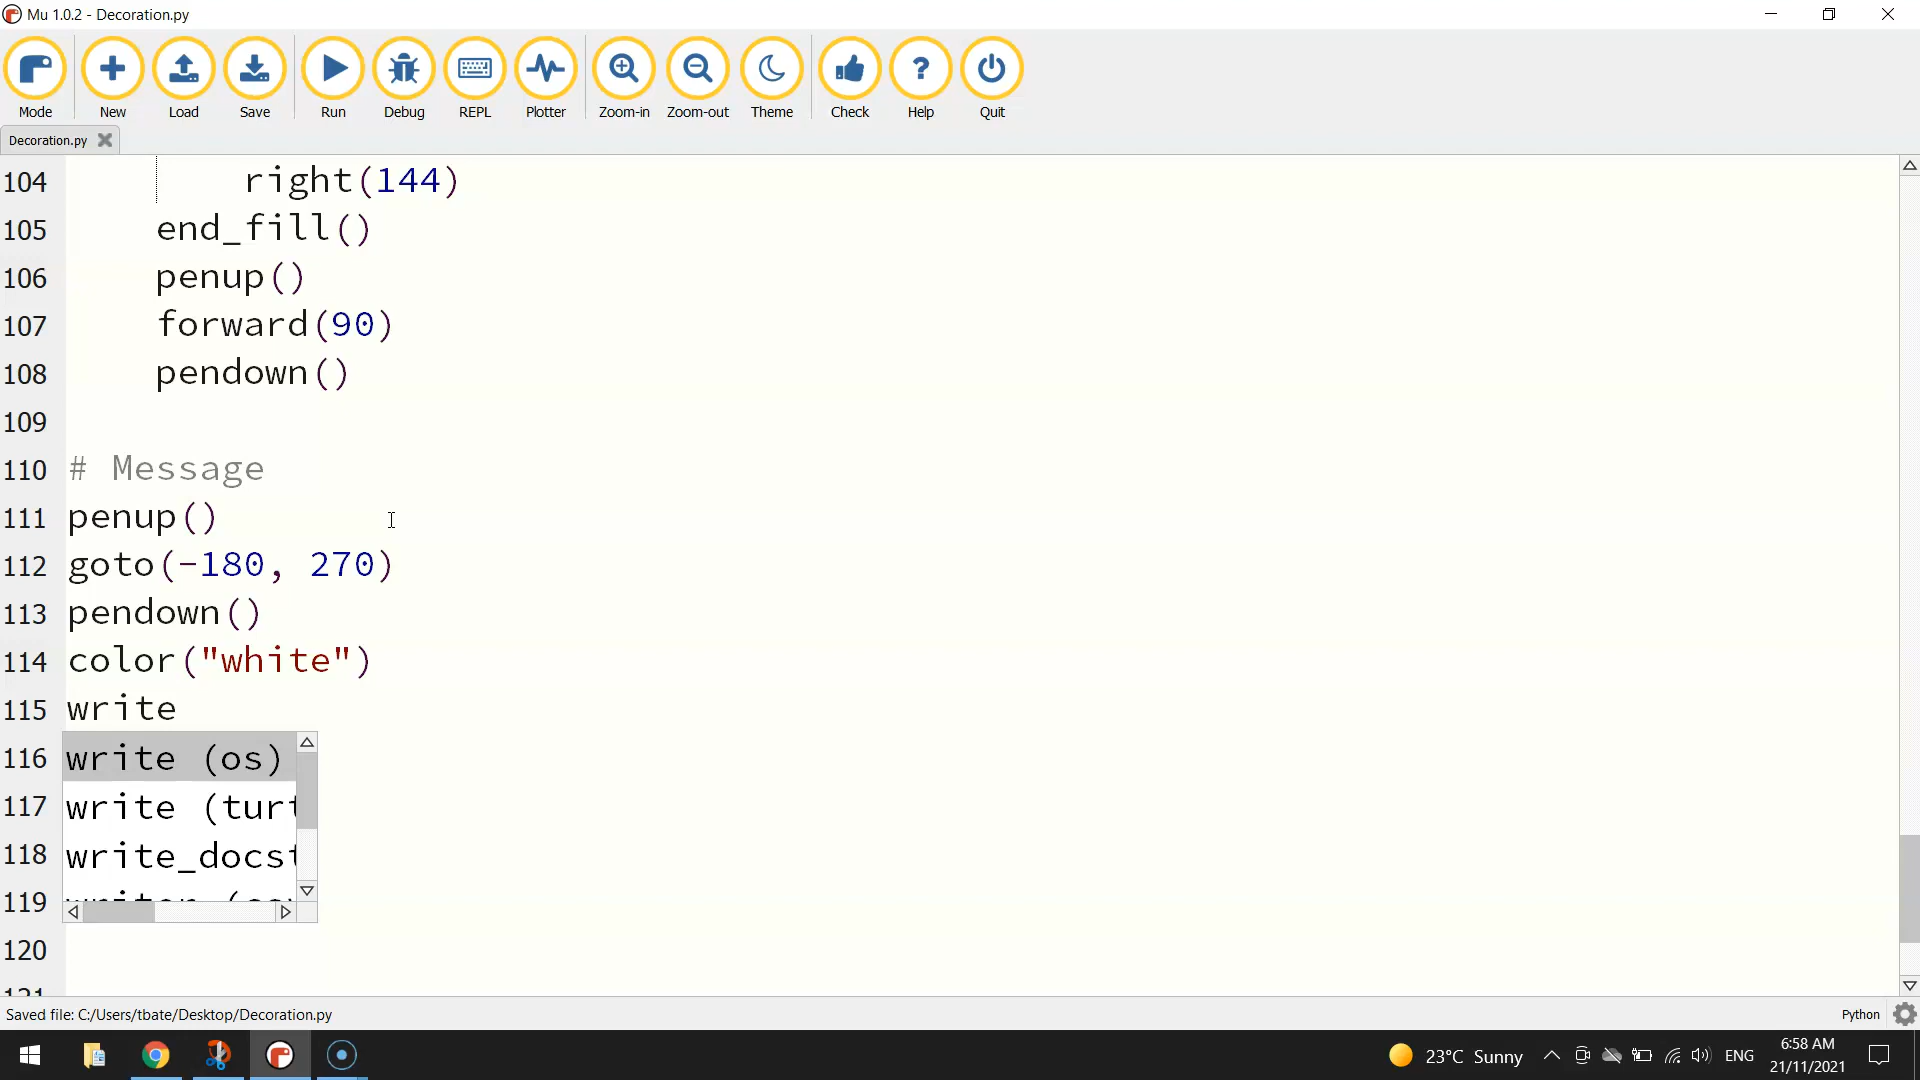 Mu 1.0.2 - Decoration.py
Mode New Load Save Run Debug REPL Plotter Zoom-in Zoom-out Theme Check Help Quit
Decoration.py
104 right(144)
105 end_fill()
106 penup()
107 forward(90)
108 pendown()
109
110 # Message
111 penup()
112 goto(-180, 270)
113 pendown()
114 color("white")
115 write
116 write (os)
117 write (turt
118 write_docst
119
120
Saved file: C:/Users/tbate/Desktop/Decoration.py Python
23°C Sunny ENG 6:58 AM
21/11/2021